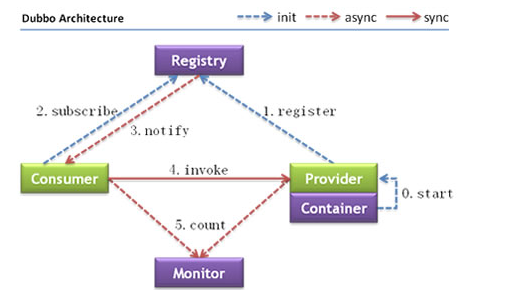 Dubbo Architecture
init
async
sync
Registry
2. subscribe
1. register
3. notify
Consumer
4. invoke
Provider
Container
0. start
5. count
Monitor